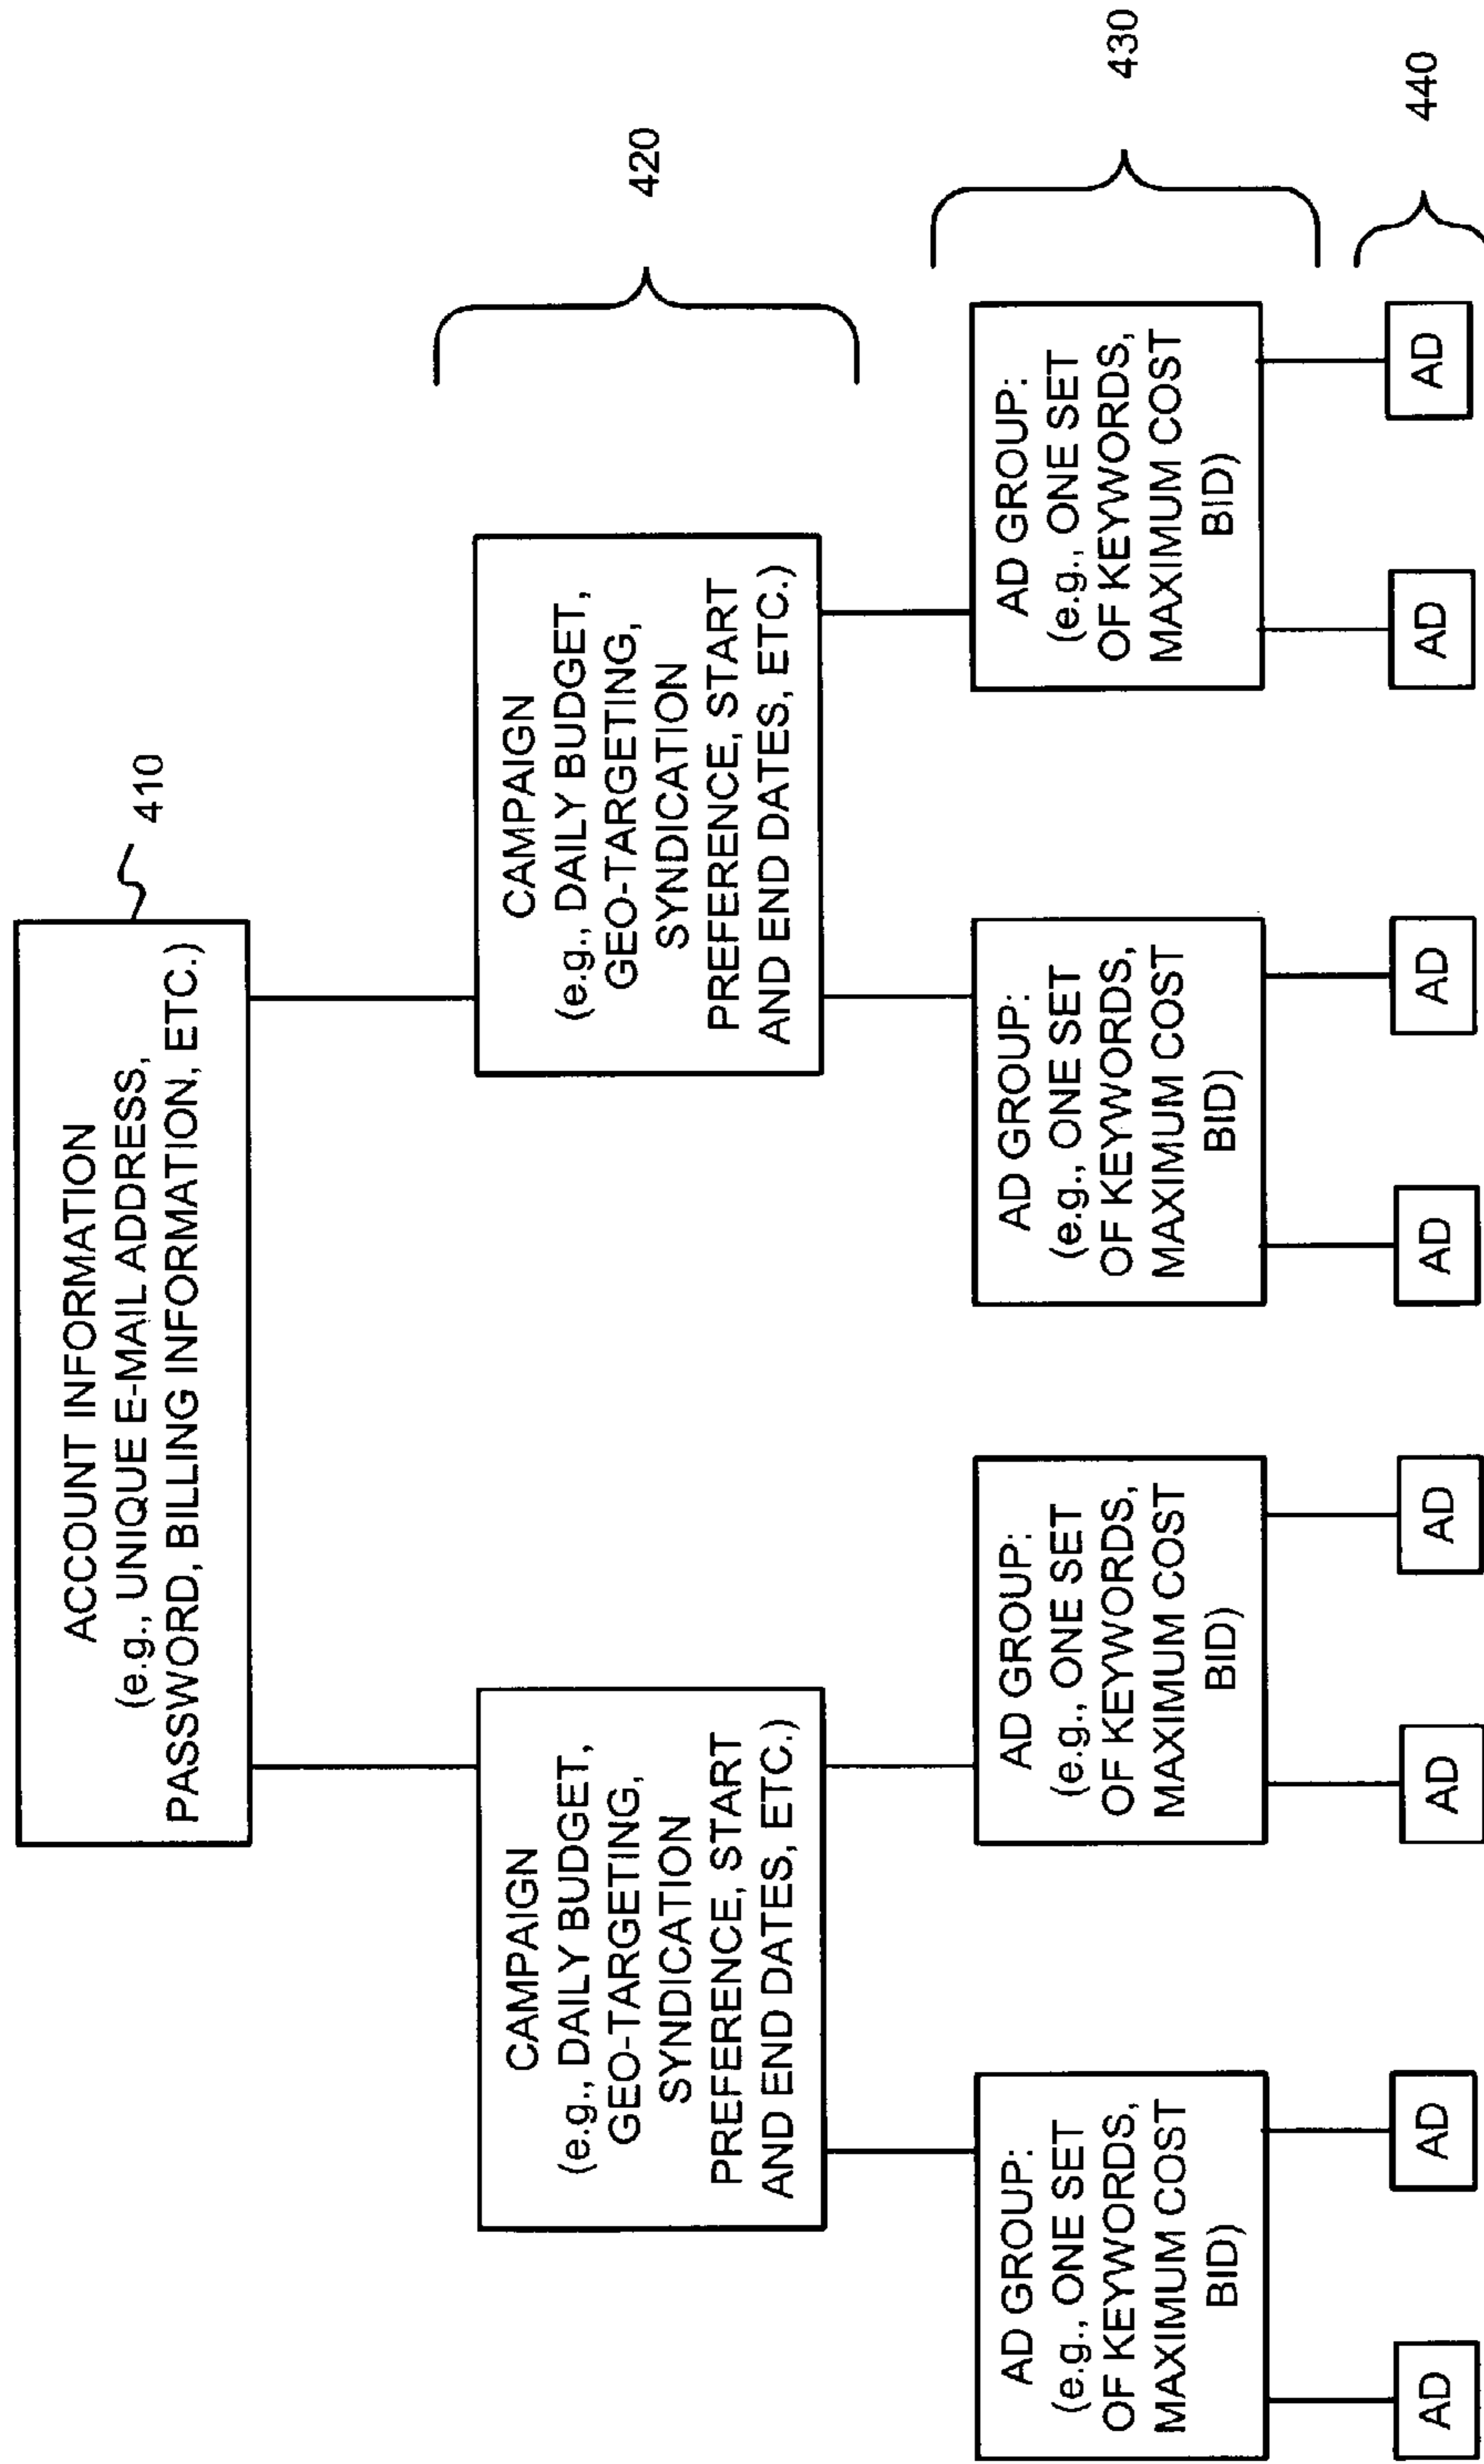 ACCOUNT INFORMATION
(e.g., UNIQUE E-MAIL ADDRESS,
PASSWORD, BILLING INFORMATION, ETC.)
410
CAMPAIGN
(e.g., DAILY BUDGET,
GEO-TARGETING,
SYNDICATION
PREFERENCE, START
AND END DATES, ETC.)
CAMPAIGN
(e.g., DAILY BUDGET,
GEO-TARGETING,
SYNDICATION
PREFERENCE, START
AND END DATES, ETC.)
420
AD GROUP:
(e.g., ONE SET
OF KEYWORDS,
MAXIMUM COST
BID)
AD GROUP:
(e.g., ONE SET
OF KEYWORDS,
MAXIMUM COST
BID)
AD GROUP:
(e.g., ONE SET
OF KEYWORDS,
MAXIMUM COST
BID)
AD GROUP:
(e.g., ONE SET
OF KEYWORDS,
MAXIMUM COST
BID)
430
AD
AD
AD
AD
AD
AD
AD
AD
440